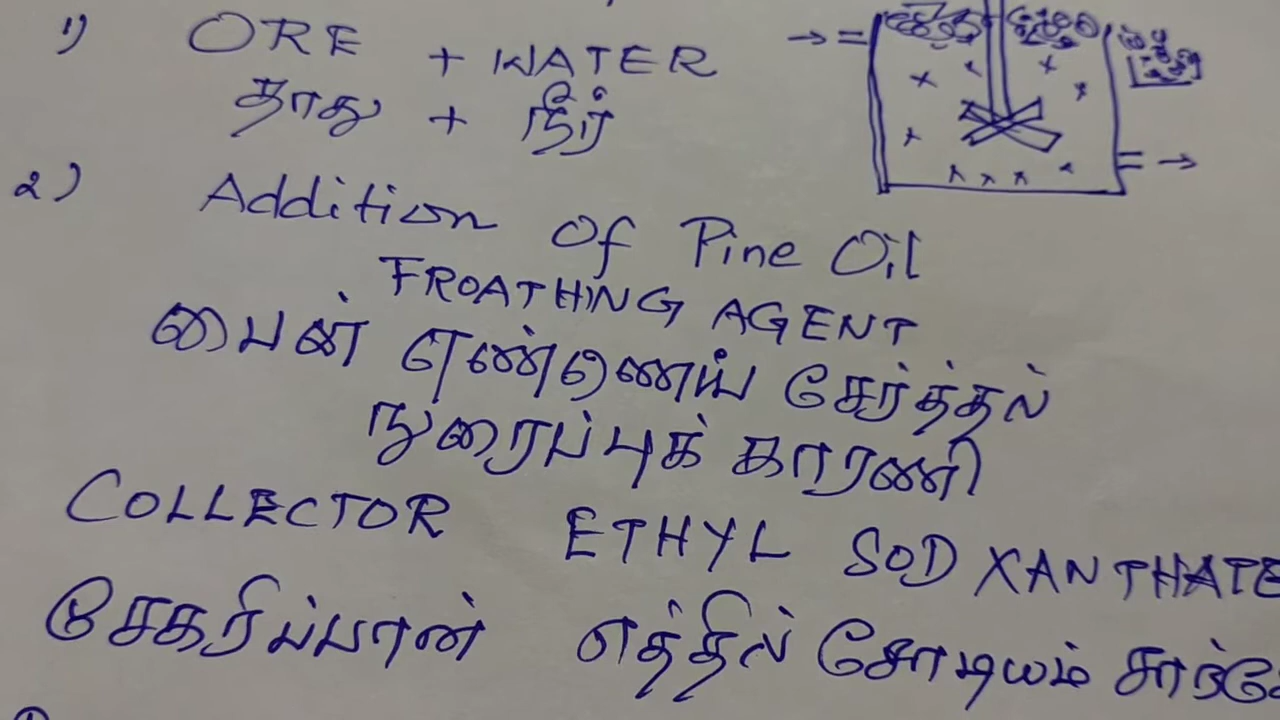 1) ORE + WATER
தாது + நீர்
2) Addition Of Pine Oil
FROATHING AGENT
பைன் எண்ணெய் சேர்த்தல்
நுரைப்புக் காரணி
COLLECTOR ETHYL SOD XANTHATE
சேகரிப்பான் எத்தில் சோடியம்